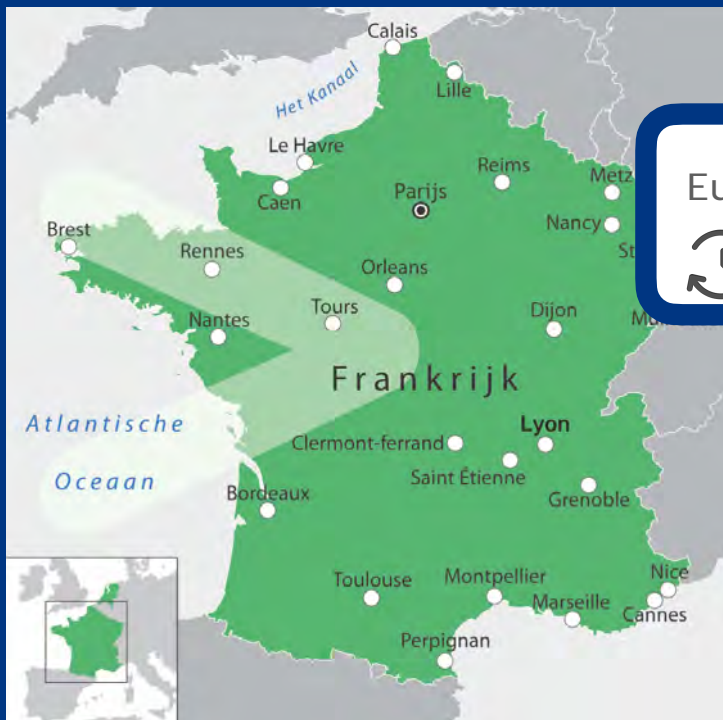 Calais
Lille
Het Kanaal
Le Havre
Caen
Reims
Metz
Parijs
Nancy
Brest
Rennes
Orleans
Tours
Nantes
Dijon
Frankrijk
Atlantische
Oceaan
Clermont-ferrand
Lyon
Saint Étienne
Grenoble
Bordeaux
Toulouse
Montpellier
Marseille
Nice
Cannes
Perpignan